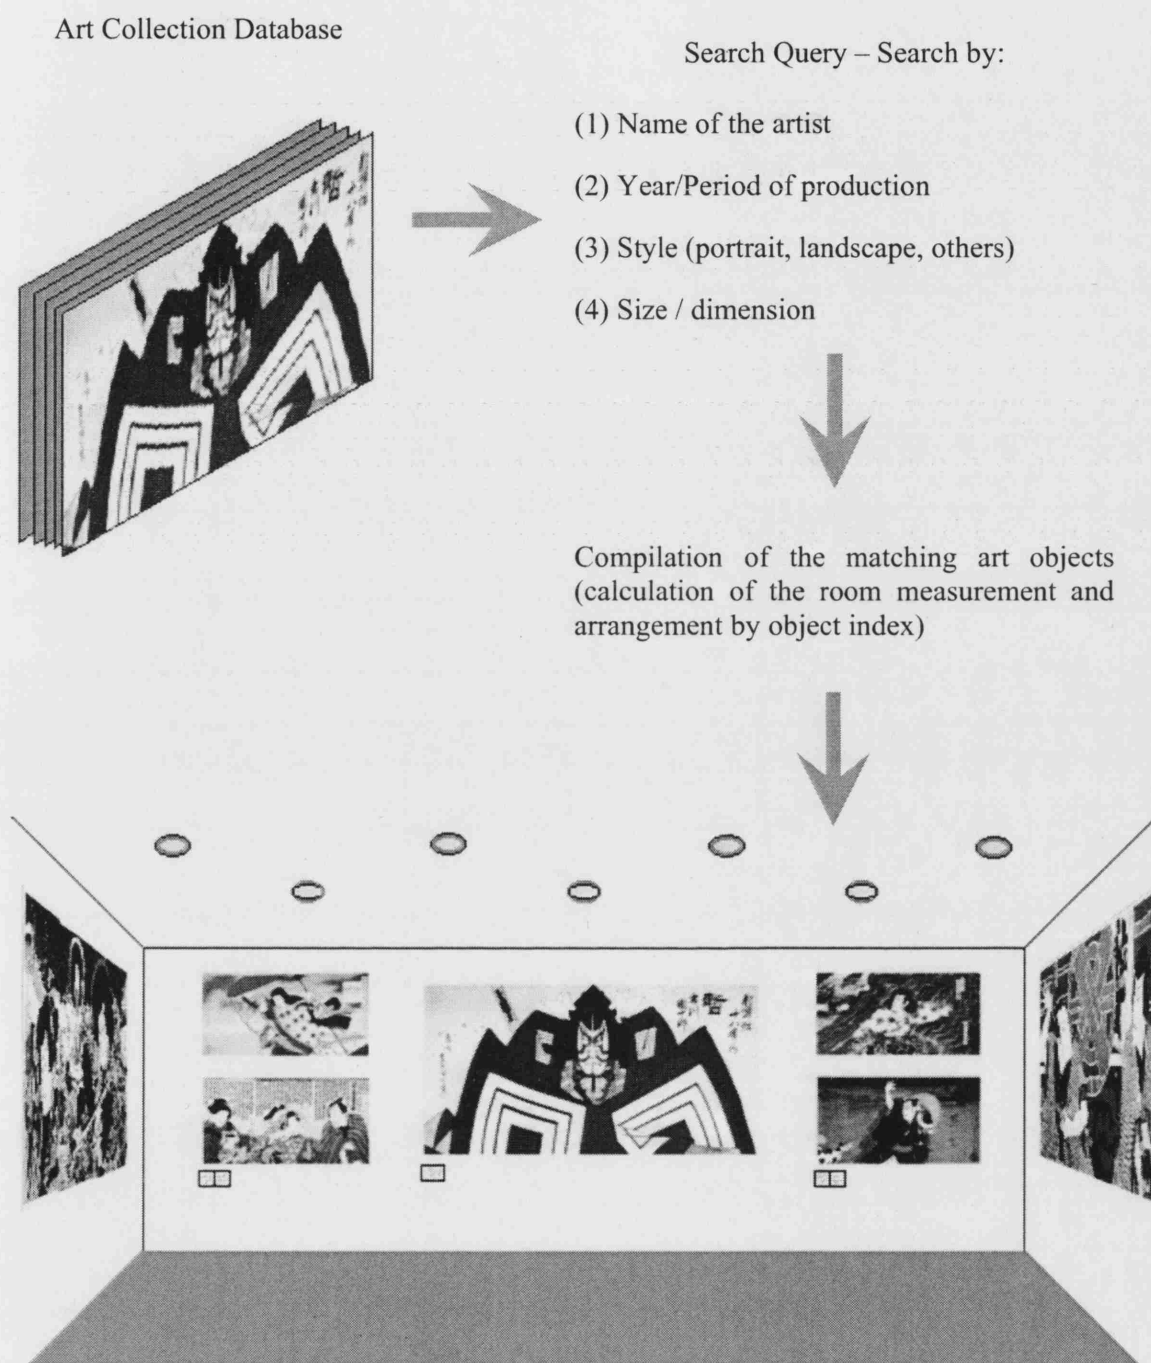 Art Collection Database
Search Query – Search by:
(1) Name of the artist
(2) Year/Period of production
(3) Style (portrait, landscape, others)
(4) Size / dimension
Compilation of the matching art objects
(calculation of the room measurement and
arrangement by object index)